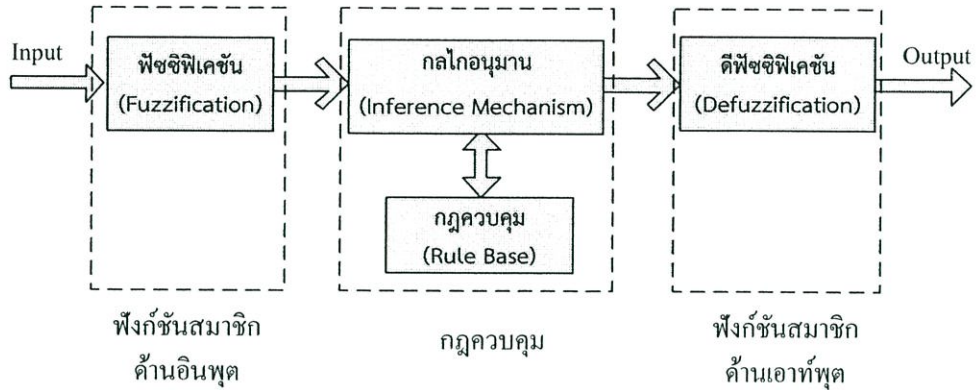 Input
ฟัซซิฟิเคชัน
(Fuzzification)
กลไกอนุมาน
(Inference Mechanism)
ดีฟัซซิฟิเคชัน
(Defuzzification)
Output
กฎควบคุม
(Rule Base)
ฟังก์ชันสมาชิก
ด้านอินพุต
กฎควบคุม
ฟังก์ชันสมาชิก
ด้านเอาท์พุต